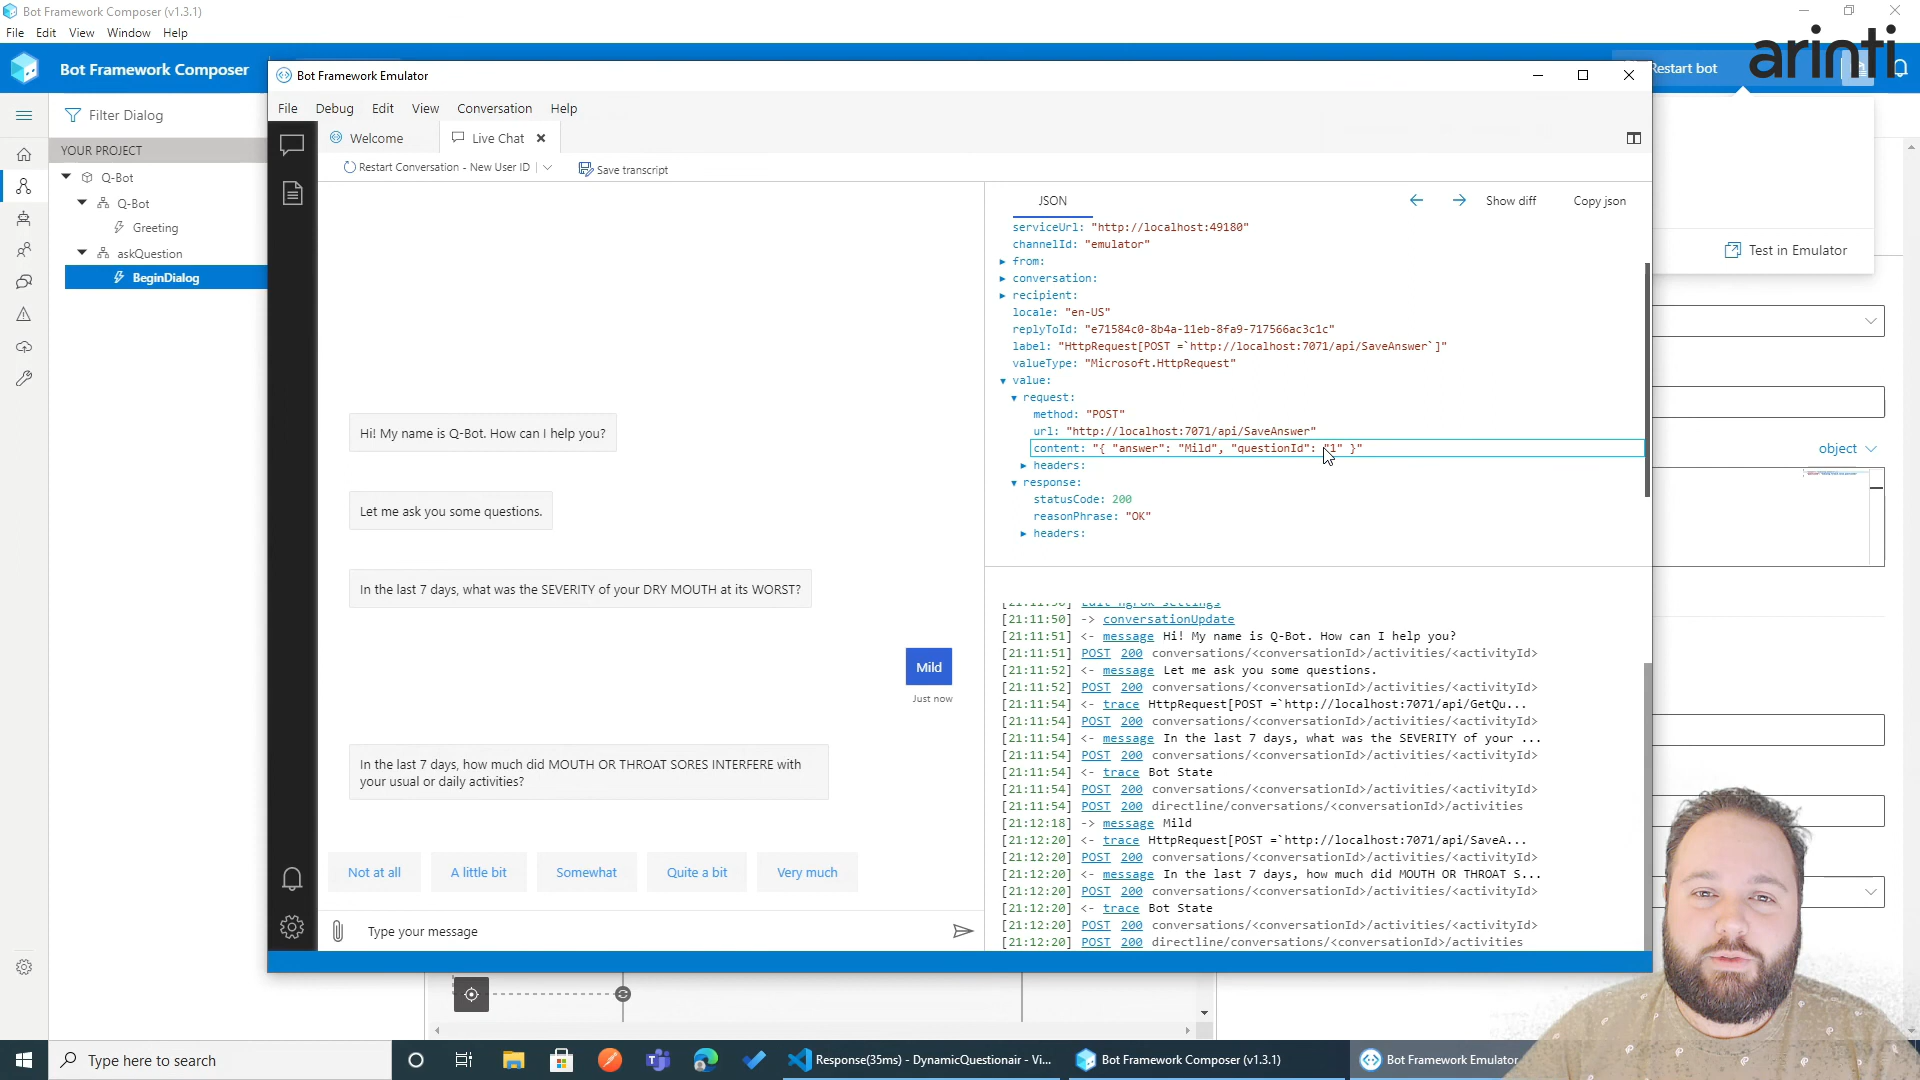 Bot Framework Composer (v1.3.1)
File Edit View Window Help
arinti
Bot Framework Composer
Restart bot
Filter Dialog
YOUR PROJECT
Q-Bot
Q-Bot
Greeting
askQuestion
BeginDialog
Test in Emulator
object
Bot Framework Emulator
File Debug Edit View Conversation Help
Welcome
Live Chat
Restart Conversation - New User ID
Save transcript
Hi! My name is Q-Bot. How can I help you?
Let me ask you some questions.
In the last 7 days, what was the SEVERITY of your DRY MOUTH at its WORST?
Mild
Just now
In the last 7 days, how much did MOUTH OR THROAT SORES INTERFERE with
your usual or daily activities?
Not at all A little bit Somewhat Quite a bit Very much
Type your message
JSON
Show diff
Copy json
serviceUrl: "http://localhost:49180"
channelId: "emulator"
from:
conversation:
recipient:
locale: "en-US"
replyToId: "e71584c0-8b4a-11eb-8fa9-717566ac3c1c"
label: "HttpRequest[POST =`http://localhost:7071/api/SaveAnswer`]"
valueType: "Microsoft.HttpRequest"
value:
request:
method: "POST"
url: "http://localhost:7071/api/SaveAnswer"
content: "{ "answer": "Mild", "questionId": "1" }"
headers:
response:
statusCode: 200
reasonPhrase: "OK"
headers:
[21:11:50] Edit ngrok settings
[21:11:50] -> conversationUpdate
[21:11:51] <- message Hi! My name is Q-Bot. How can I help you?
[21:11:51] POST 200 conversations/<conversationId>/activities/<activityId>
[21:11:52] <- message Let me ask you some questions.
[21:11:52] POST 200 conversations/<conversationId>/activities/<activityId>
[21:11:54] <- trace HttpRequest[POST =`http://localhost:7071/api/GetQu...
[21:11:54] POST 200 conversations/<conversationId>/activities/<activityId>
[21:11:54] <- message In the last 7 days, what was the SEVERITY of your ...
[21:11:54] POST 200 conversations/<conversationId>/activities/<activityId>
[21:11:54] <- trace Bot State
[21:11:54] POST 200 conversations/<conversationId>/activities/<activityId>
[21:11:54] POST 200 directline/conversations/<conversationId>/activities
[21:12:18] -> message Mild
[21:12:20] <- trace HttpRequest[POST =`http://localhost:7071/api/SaveA...
[21:12:20] POST 200 conversations/<conversationId>/activities/<activityId>
[21:12:20] <- message In the last 7 days, how much did MOUTH OR THROAT S...
[21:12:20] POST 200 conversations/<conversationId>/activities/<activityId>
[21:12:20] <- trace Bot State
[21:12:20] POST 200 conversations/<conversationId>/activities/<activityId>
[21:12:20] POST 200 directline/conversations/<conversationId>/activities
Type here to search
Response(35ms) - DynamicQuestionair - Vi...
Bot Framework Composer (v1.3.1)
Bot Framework Emulator